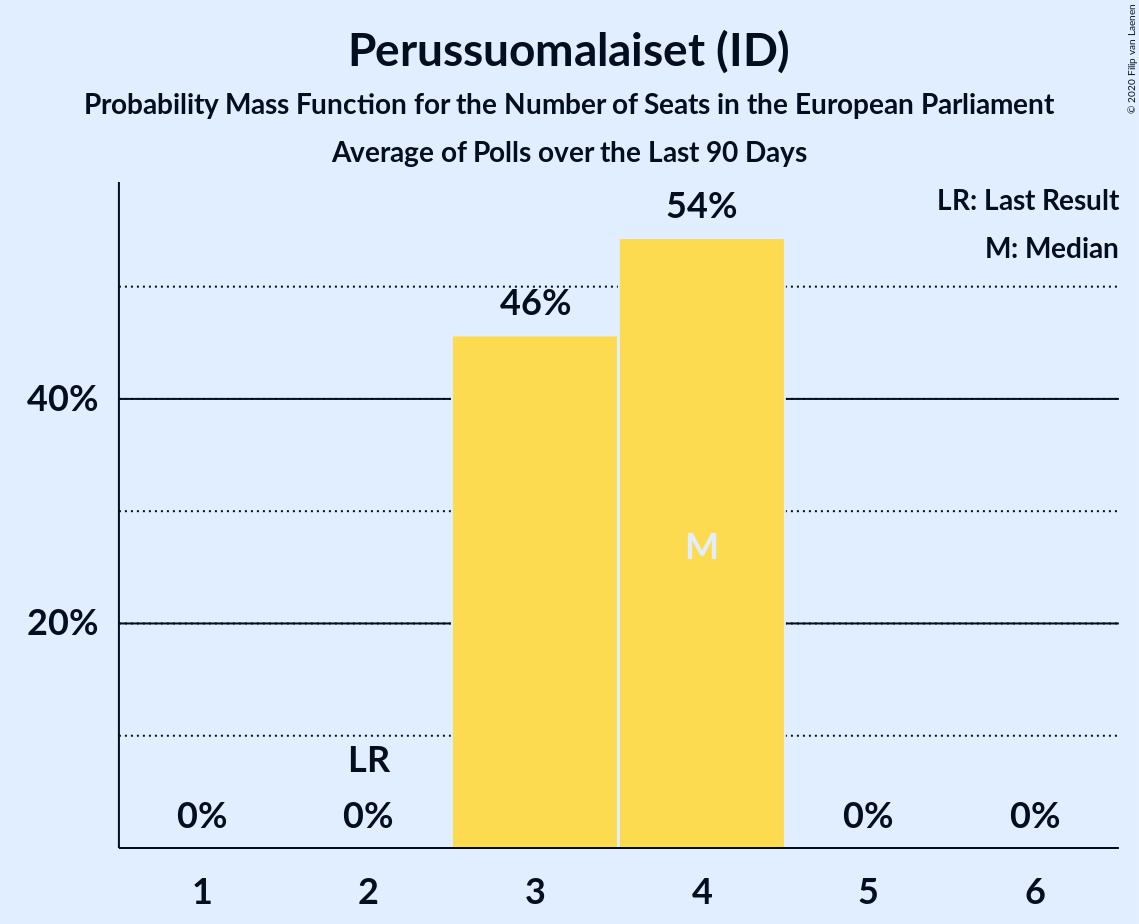 Perussuomalaiset (ID)
Probability Mass Function for the Number of Seats in the European Parliament
Average of Polls over the Last 90 Days
© 2020 Filip van Laenen
LR: Last Result
M: Median
54%
46%
40%
M
20%
LR
0% 0% 0% 0%
1 2 3 4 5 6